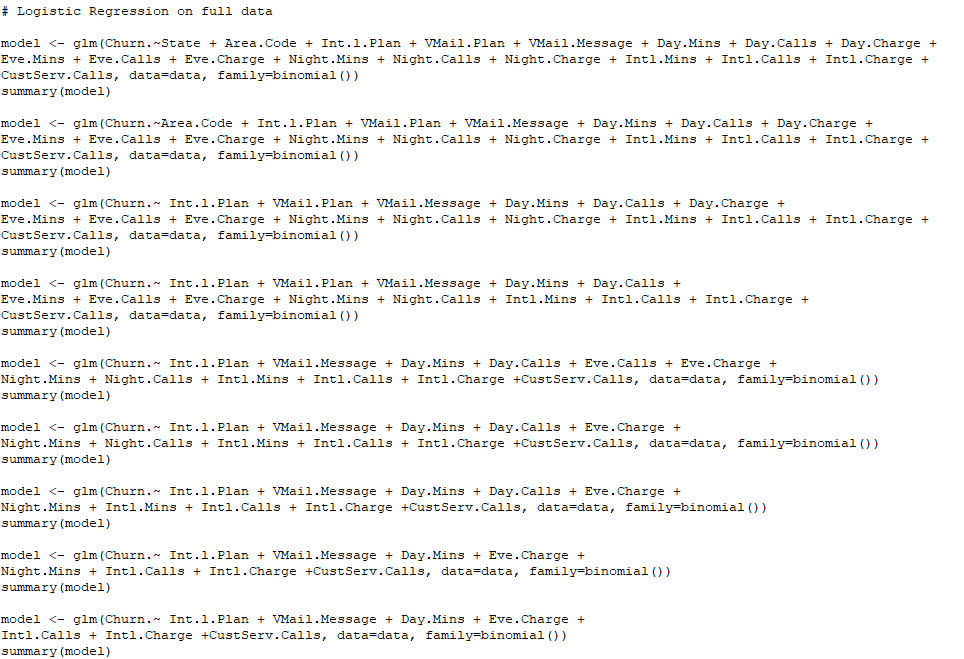 # Logistic Regression on full data
model <- glm(Churn.~State + Area.Code + Int.l.Plan + VMail.Plan + VMail.Message + Day.Mins + Day.Calls + Day.Charge +
Eve.Mins + Eve.Calls + Eve.Charge + Night.Mins + Night.Calls + Night.Charge + Intl.Mins + Intl.Calls + Intl.Charge +
CustServ.Calls, data=data, family=binomial())
summary(model)
model <- glm(Churn.~Area.Code + Int.l.Plan + VMail.Plan + VMail.Message + Day.Mins + Day.Calls + Day.Charge +
Eve.Mins + Eve.Calls + Eve.Charge + Night.Mins + Night.Calls + Night.Charge + Intl.Mins + Intl.Calls + Intl.Charge +
CustServ.Calls, data=data, family=binomial())
summary(model)
model <- glm(Churn.~ Int.l.Plan + VMail.Plan + VMail.Message + Day.Mins + Day.Calls + Day.Charge +
Eve.Mins + Eve.Calls + Eve.Charge + Night.Mins + Night.Calls + Night.Charge + Intl.Mins + Intl.Calls + Intl.Charge +
CustServ.Calls, data=data, family=binomial())
summary(model)
model <- glm(Churn.~ Int.l.Plan + VMail.Plan + VMail.Message + Day.Mins + Day.Calls +
Eve.Mins + Eve.Calls + Eve.Charge + Night.Mins + Night.Calls + Intl.Mins + Intl.Calls + Intl.Charge +
CustServ.Calls, data=data, family=binomial())
summary(model)
model <- glm(Churn.~ Int.l.Plan + VMail.Message + Day.Mins + Day.Calls + Eve.Calls + Eve.Charge +
Night.Mins + Night.Calls + Intl.Mins + Intl.Calls + Intl.Charge +CustServ.Calls, data=data, family=binomial())
summary(model)
model <- glm(Churn.~ Int.l.Plan + VMail.Message + Day.Mins + Day.Calls + Eve.Charge +
Night.Mins + Night.Calls + Intl.Mins + Intl.Calls + Intl.Charge +CustServ.Calls, data=data, family=binomial())
summary(model)
model <- glm(Churn.~ Int.l.Plan + VMail.Message + Day.Mins + Day.Calls + Eve.Charge +
Night.Mins + Intl.Mins + Intl.Calls + Intl.Charge +CustServ.Calls, data=data, family=binomial())
summary(model)
model <- glm(Churn.~ Int.l.Plan + VMail.Message + Day.Mins + Eve.Charge +
Night.Mins + Intl.Calls + Intl.Charge +CustServ.Calls, data=data, family=binomial())
summary(model)
model <- glm(Churn.~ Int.l.Plan + VMail.Message + Day.Mins + Eve.Charge +
Intl.Calls + Intl.Charge +CustServ.Calls, data=data, family=binomial())
summary(model)